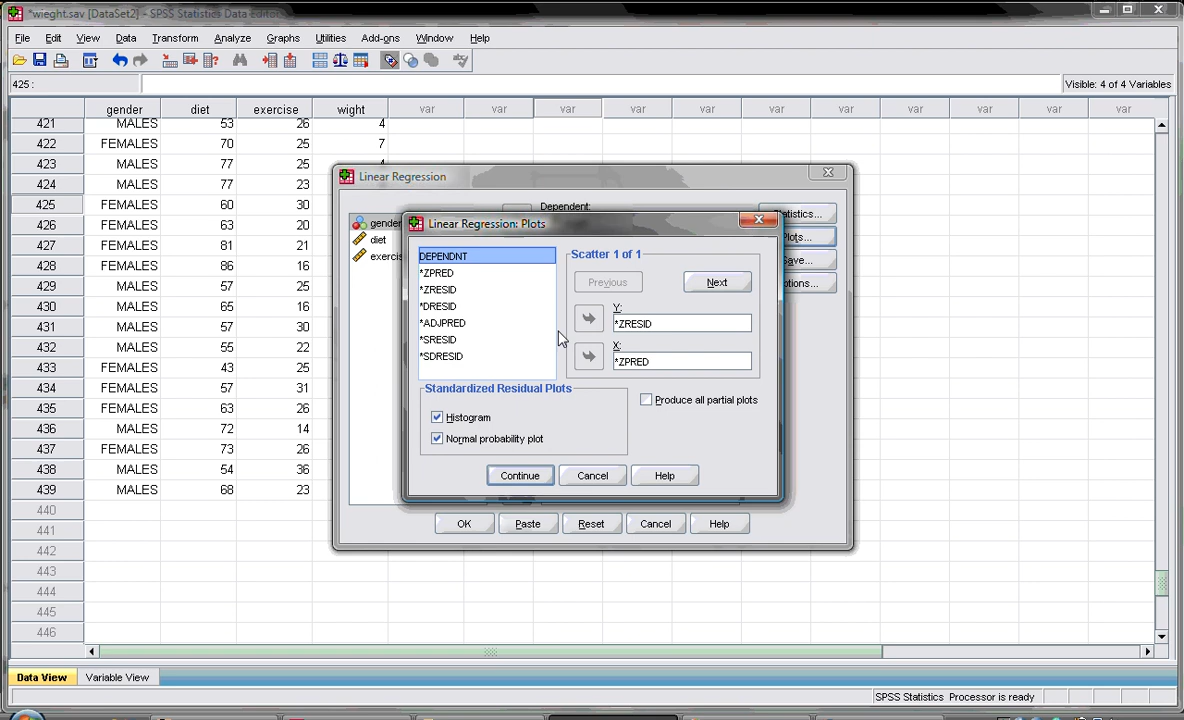 *wieght.sav [DataSet2] - SPSS Statistics Data Editor
File Edit View Data Transform Analyze Graphs Utilities Add-ons Window Help
425 :
Visible: 4 of 4 Variables
gender diet exercise wight var var var var var var var var var var var
421 MALES 53 26 4
422 FEMALES 70 25 7
423 MALES 77 25
424 MALES 77 23
425 FEMALES 60 30
426 FEMALES 63 20
427 FEMALES 81 21
428 FEMALES 86 16
429 FEMALES 57 25
430 FEMALES 65 16
431 MALES 57 30
432 MALES 55 22
433 FEMALES 43 25
434 FEMALES 57 31
435 FEMALES 63 26
436 MALES 72 14
437 FEMALES 73 26
438 MALES 54 36
439 MALES 68 23
440
441
442
443
444
445
446
Linear Regression
Dependent:
gender
diet
exercis
Statistics...
Plots...
Save...
ptions...
Linear Regression: Plots
DEPENDNT
*ZPRED
*ZRESID
*DRESID
*ADJPRED
*SRESID
*SDRESID
Scatter 1 of 1
Previous Next
Y:
*ZRESID
X:
*ZPRED
Standardized Residual Plots
Histogram
Normal probability plot
Produce all partial plots
Continue Cancel Help
OK Paste Reset Cancel Help
Data View Variable View
SPSS Statistics Processor is ready